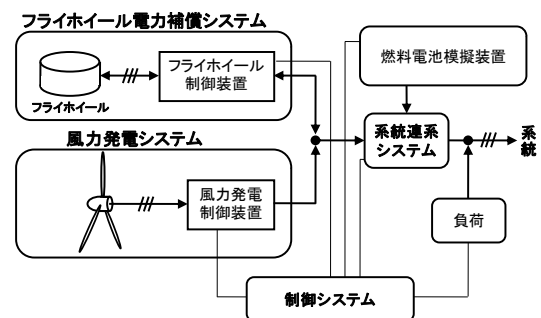 フライホイール電力補償システム
フライホイール
制御装置
フライホイール
燃料電池模擬装置
風力発電システム
系統連系
システム
系
統
風力発電
制御装置
負荷
制御システム